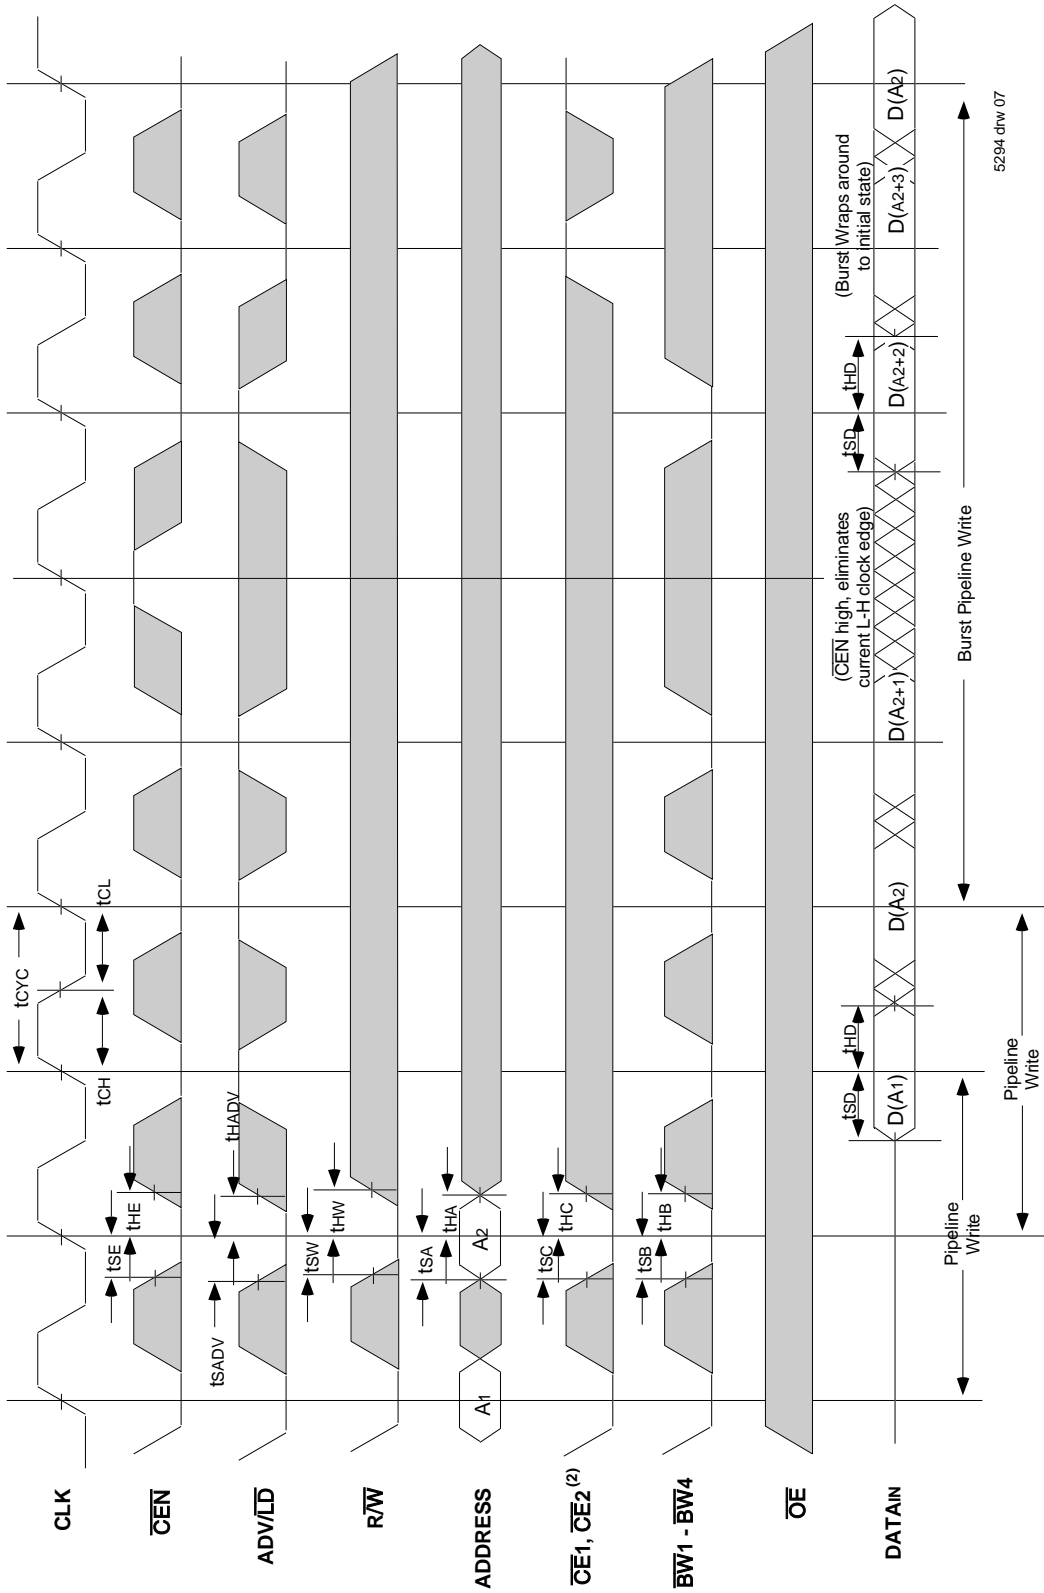 tCYC
tCH
tCL
tSE
tHE
tSADV
tHADV
tSW
tHW
tSA
tHA
A1
A2
tSC
tHC
tSB
tHB
(CEN high, eliminates
current L-H clock edge)
(Burst Wraps around
to initial state)
tSD
tHD
tSD
tHD
D(A1)
D(A2)
D(A2+1)
D(A2+2)
D(A2+3)
D(A2)
Pipeline
Write
Burst Pipeline Write
Pipeline
Write
5294 drw 07
CLK
CEN
ADV/LD
R/W
ADDRESS
CE1, CE2 (2)
BW1 - BW4
OE
DATAIN